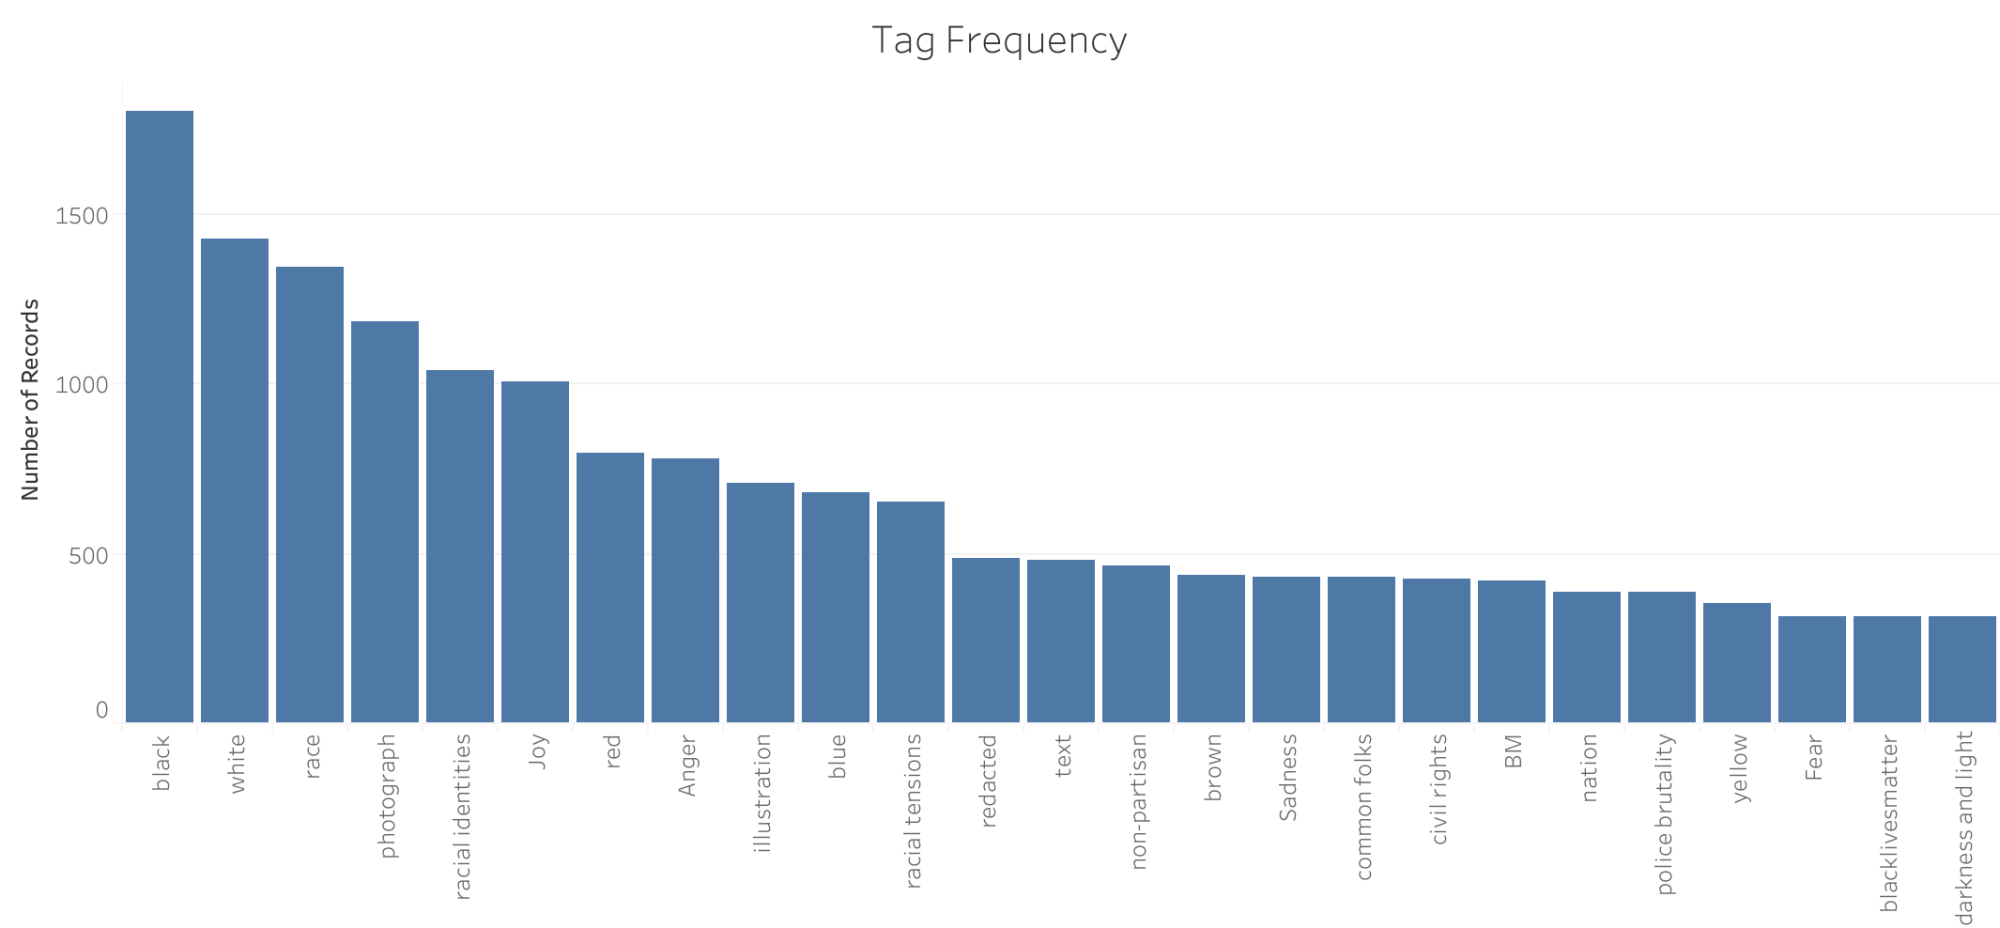 Tag Frequency
Number of Records
1500
1000
500
0
black
white
race
photograph
racial identities
Joy
red
Anger
illustration
blue
racial tensions
redacted
text
non-partisan
brown
Sadness
common folks
civil rights
BM
nation
police brutality
yellow
Fear
blacklivesmatter
darkness and light